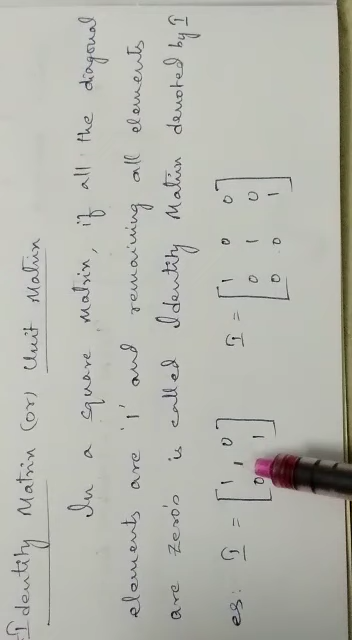 Identity Matrix (or) Unit Matrix
In a square Matrix, if all the diagonal
elements are '1' and remaining all elements
are zero's is called Identity Matrix denoted by I
eg: I = [1, 0
0 1] I = [1 0 0
0 1 0
0 0 1]